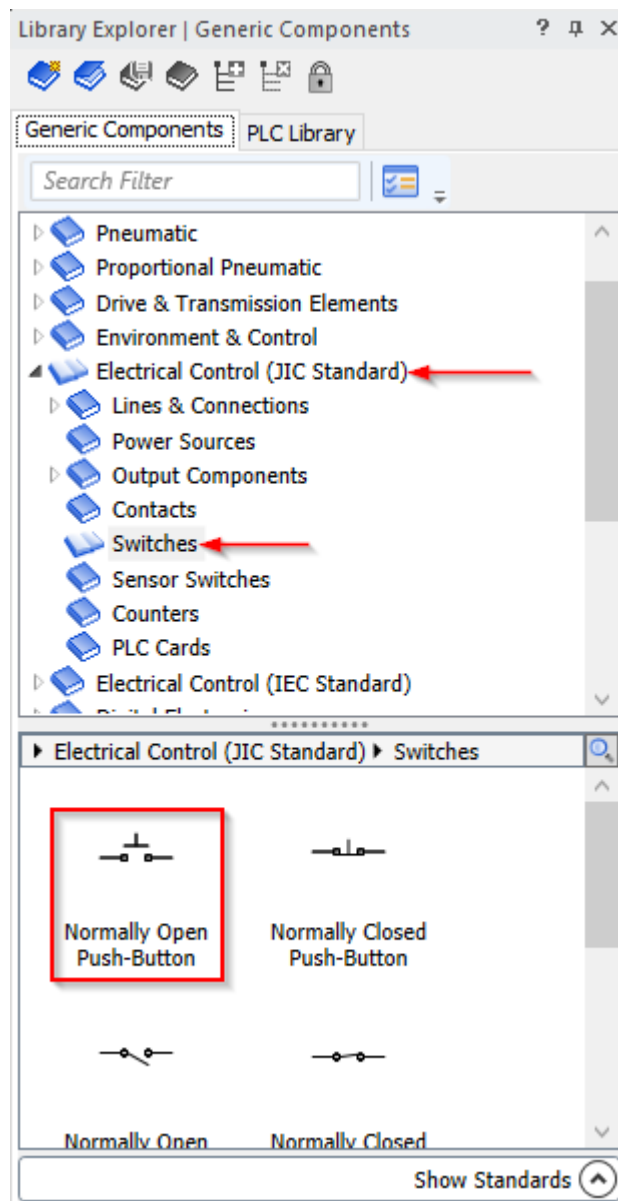 Library Explorer | Generic Components
Generic Components PLC Library
Search Filter
Pneumatic
Proportional Pneumatic
Drive & Transmission Elements
Environment & Control
Electrical Control (JIC Standard)
Lines & Connections
Power Sources
Output Components
Contacts
Switches
Sensor Switches
Counters
PLC Cards
Electrical Control (IEC Standard)
Electrical Control (JIC Standard) Switches
Normally Open Normally Closed
Push-Button Push-Button
Normally Open Normally Closed
Show Standards